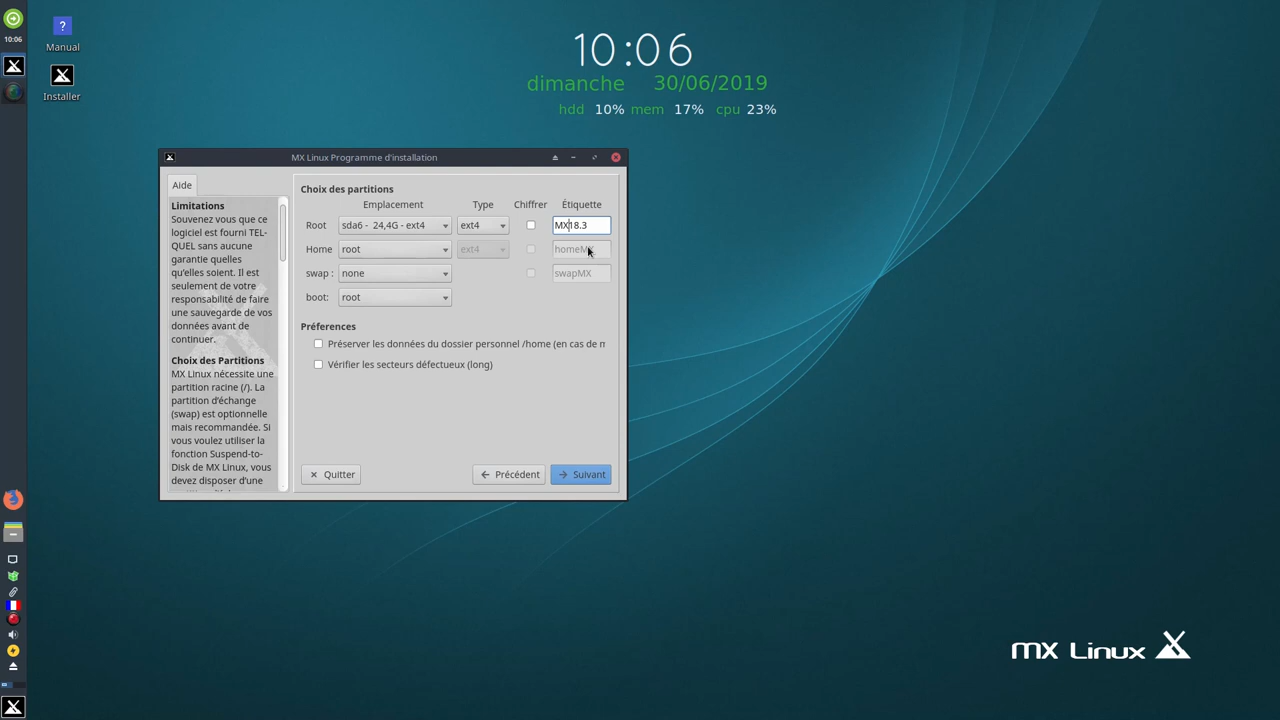 10:06
Manual
Installer
10:06
dimanche 30/06/2019
hdd 10% mem 17% cpu 23%
MX Linux Programme d'installation
Aide
Limitations
Souvenez vous que ce
logiciel est fourni TEL-
QUEL sans aucune
garantie quelles
qu'elles soient. Il est
seulement de votre
responsabilité de faire
une sauvegarde de vos
données avant de
continuer.
Choix des Partitions
MX Linux nécessite une
partition racine (/). La
partition d'échange
(swap) est optionnelle
mais recommandée. Si
vous voulez utiliser la
fonction Suspend-to-
Disk de MX Linux, vous
devez disposer d'une
Choix des partitions
Emplacement Type Chiffrer Étiquette
Root sda6 - 24,4G - ext4 ext4 MX18.3
Home root ext4 homeMX
swap : none swapMX
boot: root
Préferences
Préserver les données du dossier personnel /home (en cas de
Vérifier les secteurs défectueux (long)
Quitter Précédent Suivant
mx Linux